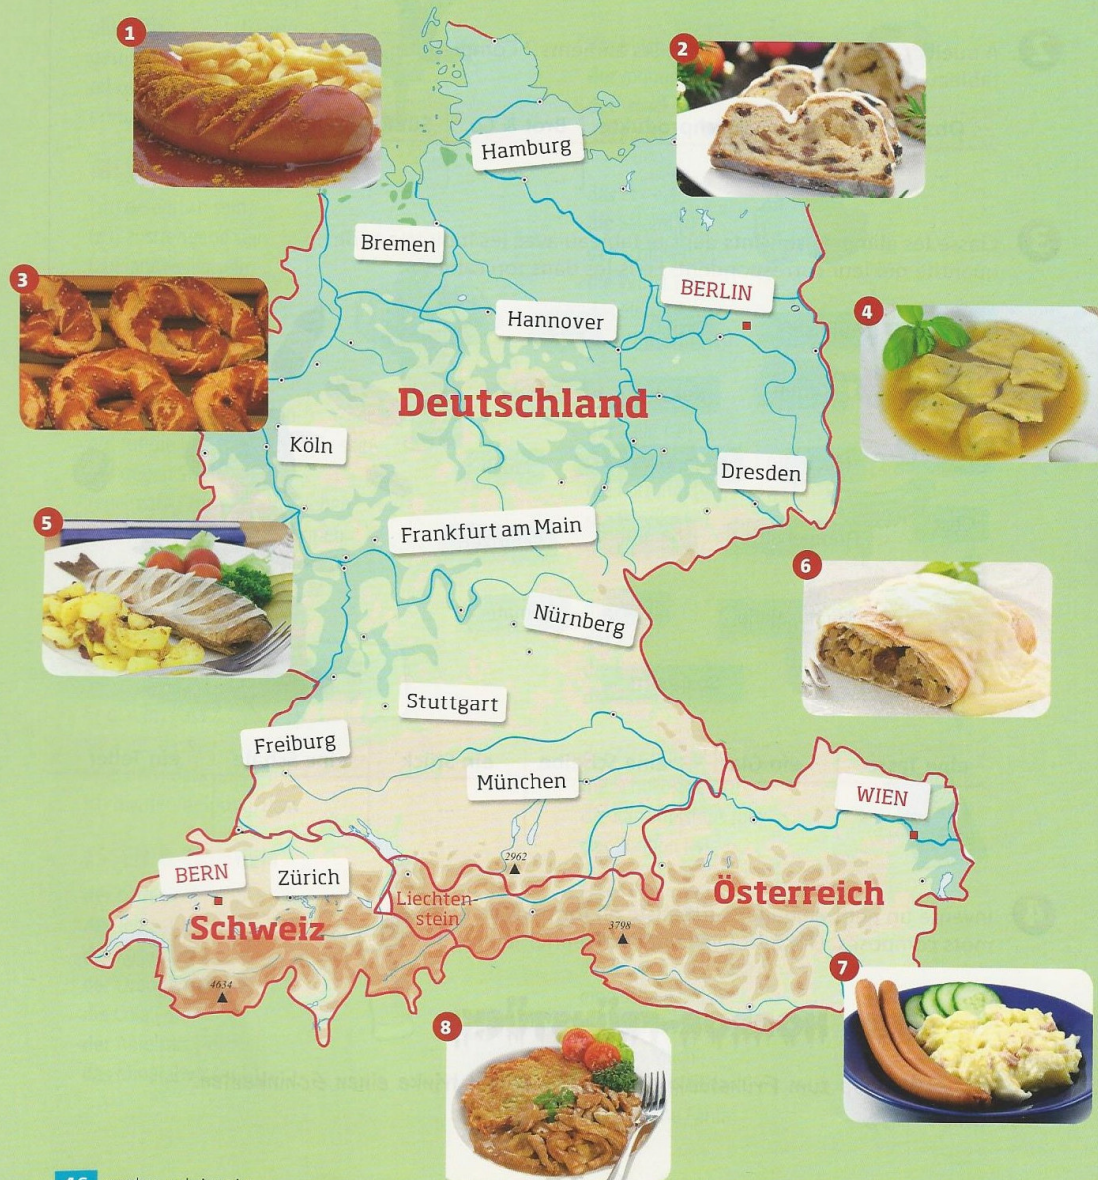 1
2
Hamburg
Bremen
3
BERLIN
Hannover
4
Deutschland
Köln
Dresden
5
Frankfurt am Main
6
Nürnberg
Stuttgart
Freiburg
München
WIEN
2962
BERN
Zürich
Liechten-
stein
Österreich
Schweiz
3798
4634
7
8